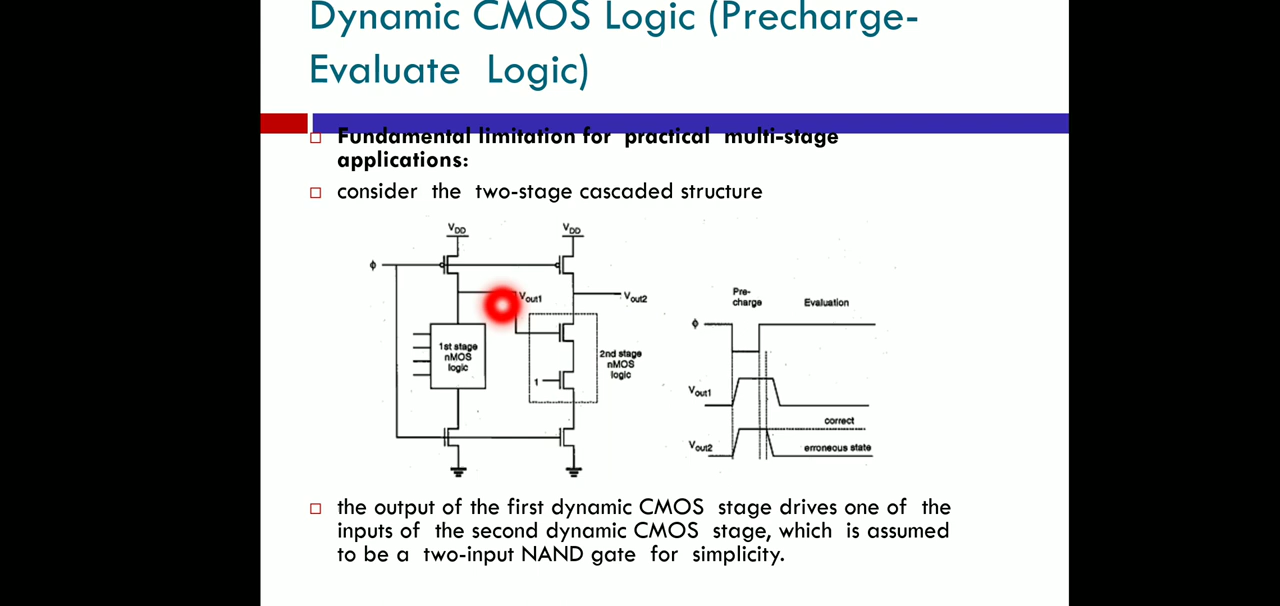 Dynamic CMOS Logic (Precharge-
Evaluate Logic)
Fundamental limitation for practical multi-stage
applications:
consider the two-stage cascaded structure
VDD
VDD
ϕ
Vout1
Vout2
1st stage
nMOS
logic
2nd stage
nMOS
logic
1
Pre-
charge
Evaluation
ϕ
Vout1
correct
Vout2
erroneous state
the output of the first dynamic CMOS stage drives one of the
inputs of the second dynamic CMOS stage, which is assumed
to be a two-input NAND gate for simplicity.